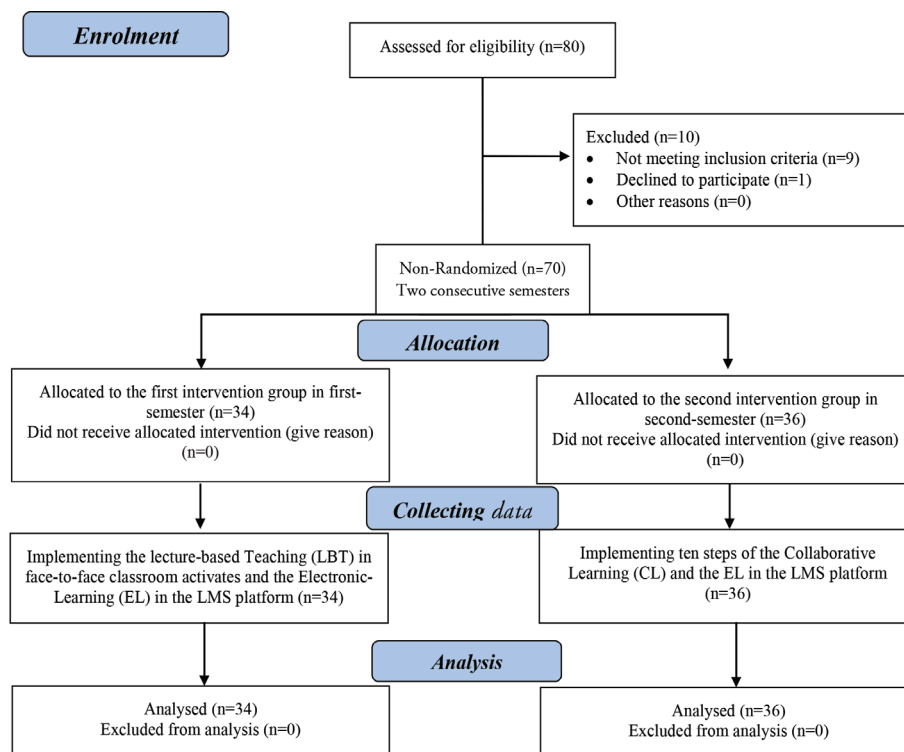 Enrolment
Assessed for eligibility (n=80)
Excluded (n=10)
• Not meeting inclusion criteria (n=9)
• Declined to participate (n=1)
• Other reasons (n=0)
Non-Randomized (n=70)
Two consecutive semesters
Allocation
Allocated to the first intervention group in first-
semester (n=34)
Did not receive allocated intervention (give reason)
(n=0)
Allocated to the second intervention group in
second-semester (n=36)
Did not receive allocated intervention (give reason)
(n=0)
Collecting data
Implementing the lecture-based Teaching (LBT) in
face-to-face classroom activates and the Electronic-
Learning (EL) in the LMS platform (n=34)
Implementing ten steps of the Collaborative
Learning (CL) and the EL in the LMS platform
(n=36)
Analysis
Analysed (n=34)
Excluded from analysis (n=0)
Analysed (n=36)
Excluded from analysis (n=0)